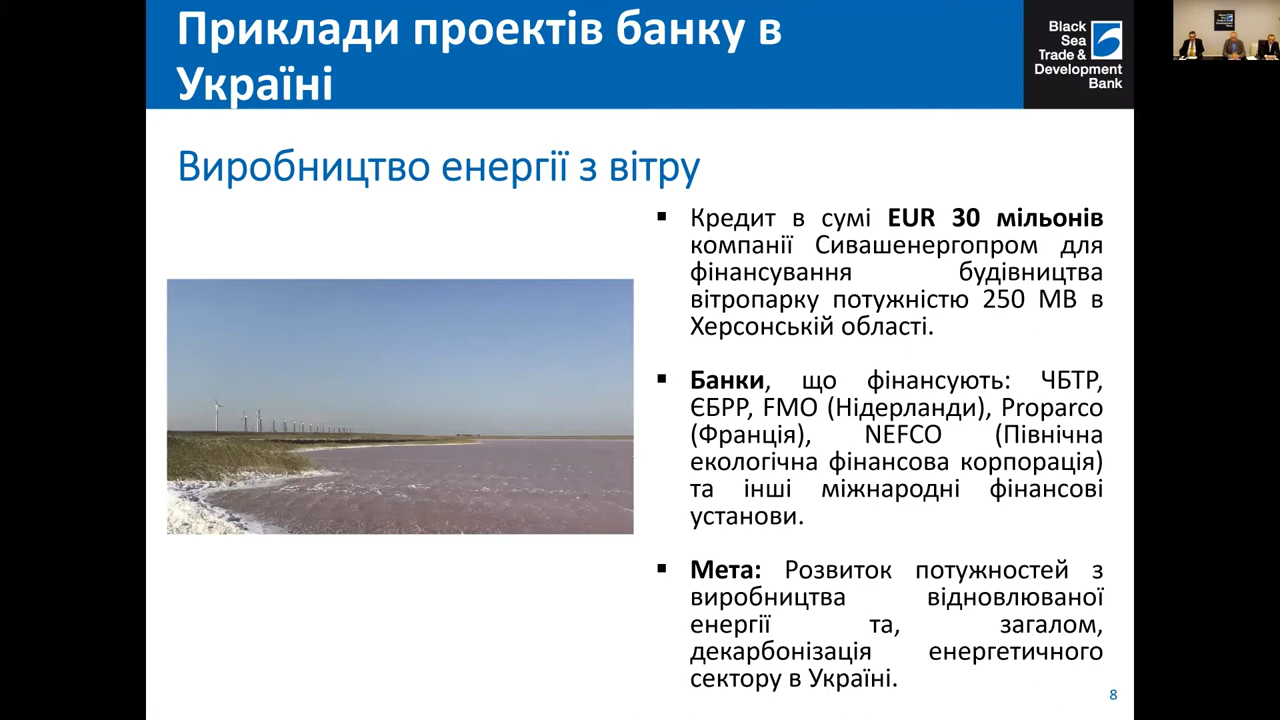 Приклади проектів банку в
Україні
Black
Sea
Trade &
Development
Bank
Виробництво енергії з вітру
▪ Кредит в сумі EUR 30 мільйонів
компанії Сивашенергопром для
фінансування будівництва
вітропарку потужністю 250 МВ в
Херсонській області.
▪ Банки, що фінансують: ЧБТР,
ЄБРР, FMO (Нідерланди), Proparco
(Франція), NEFCO (Північна
екологічна фінансова корпорація)
та інші міжнародні фінансові
установи.
▪ Мета: Розвиток потужностей з
виробництва відновлюваної
енергії та, загалом,
декарбонізація енергетичного
сектору в Україні.
8